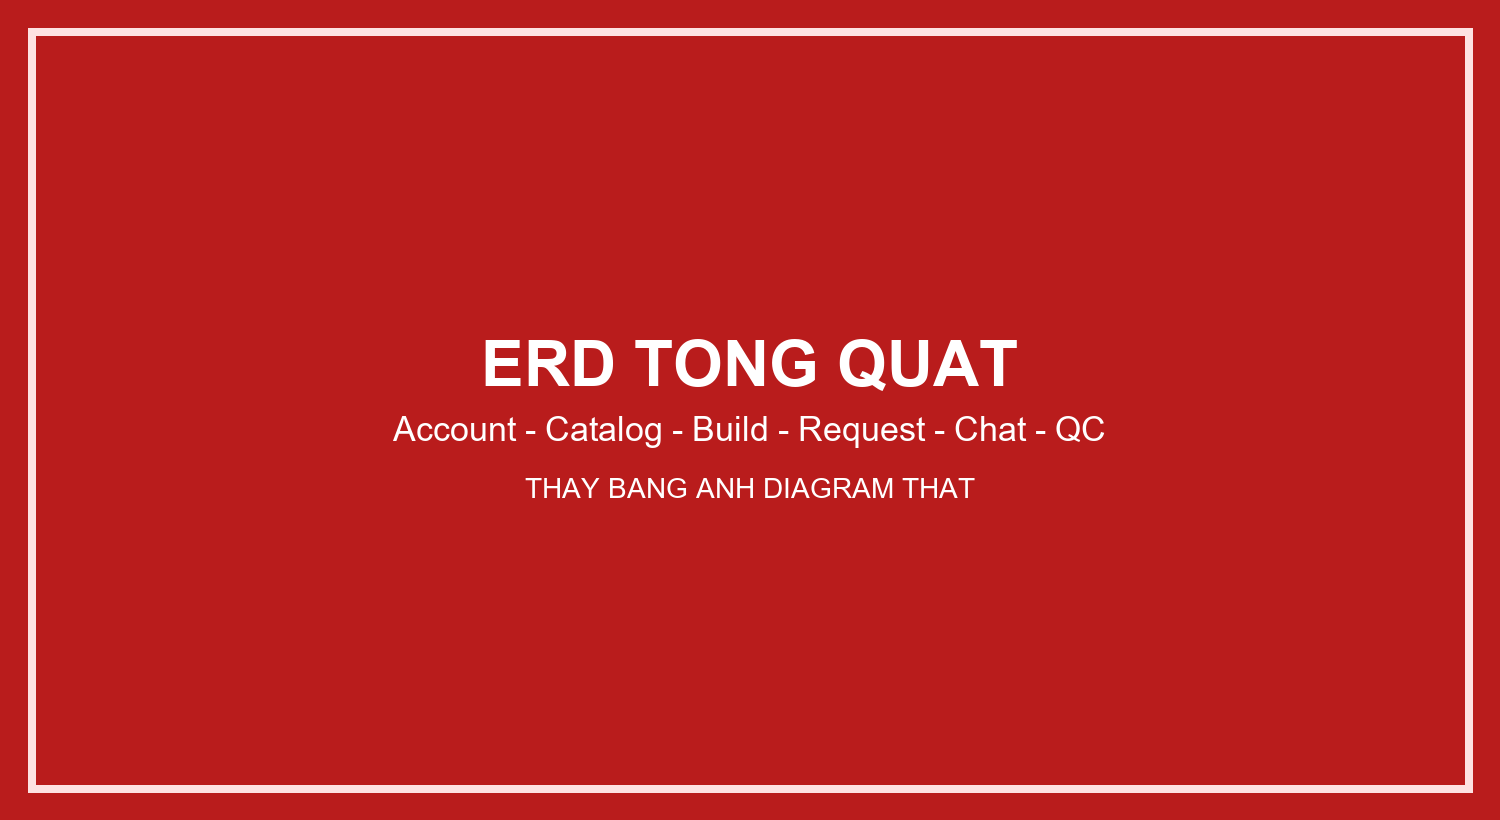 ERD TONG QUAT
Account - Catalog - Build - Request - Chat - QC
THAY BANG ANH DIAGRAM THAT